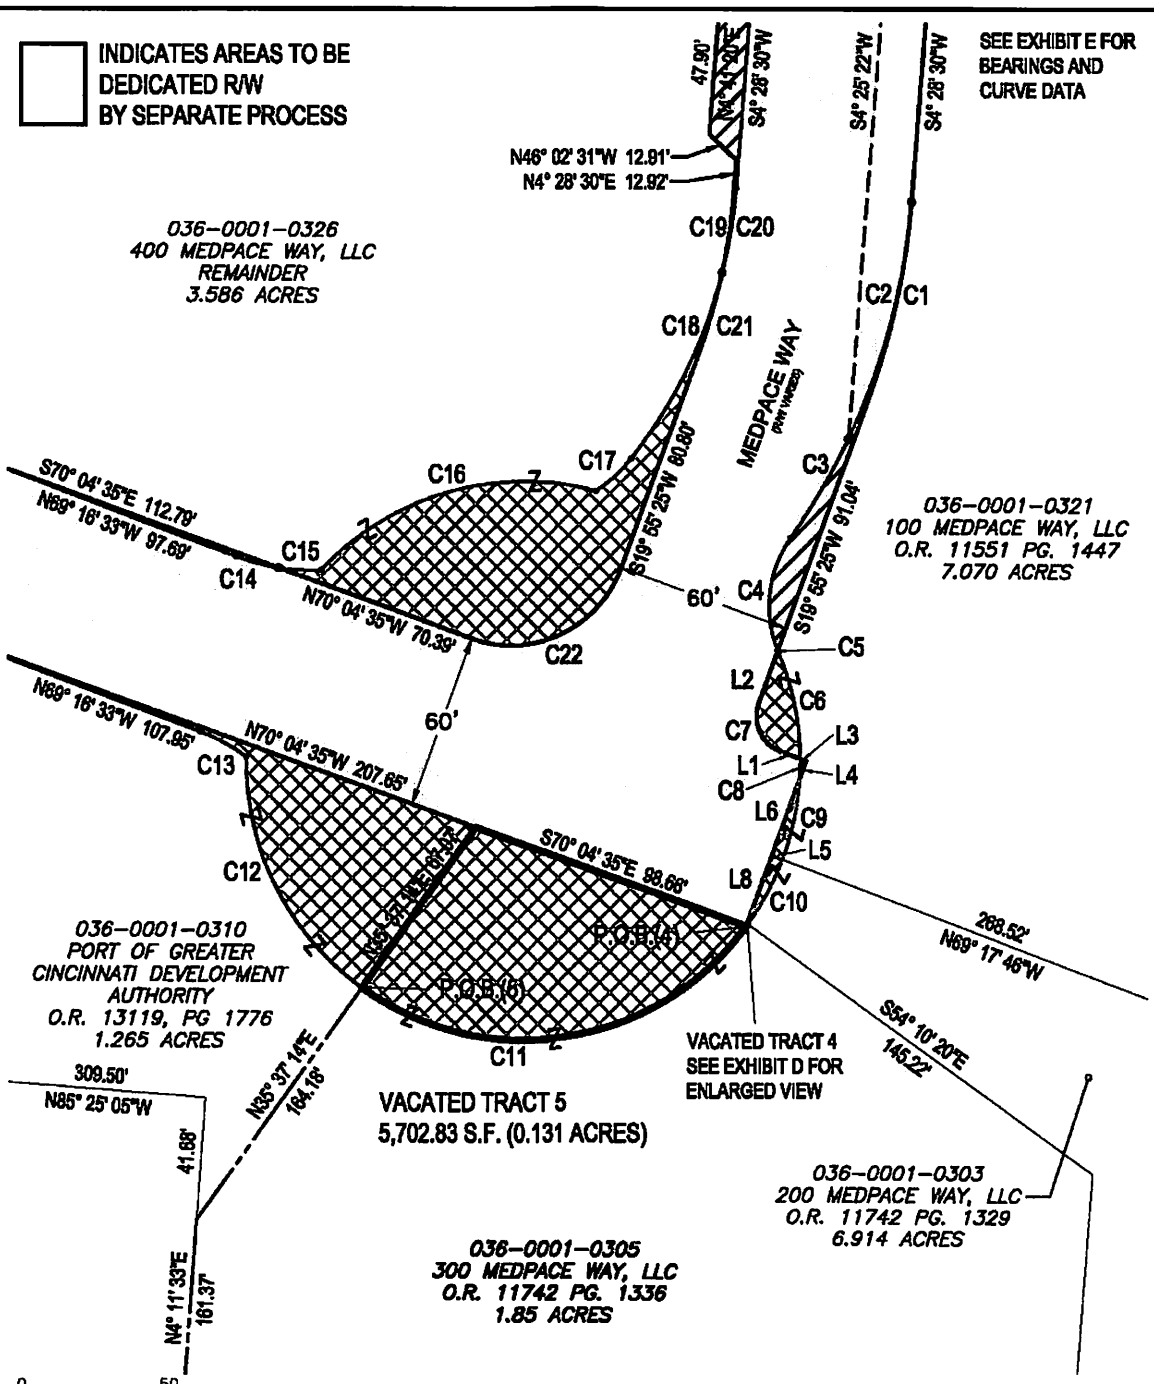 INDICATES AREAS TO BE
DEDICATED R/W
BY SEPARATE PROCESS
SEE EXHIBIT E FOR
BEARINGS AND
CURVE DATA
47.90'
N4° 41' 20"E
S4° 28' 30"W
S4° 25' 22"W
S4° 28' 30"W
N46° 02' 31"W 12.91'
N4° 28' 30"E 12.92'
036-0001-0326
400 MEDPACE WAY, LLC
REMAINDER
3.586 ACRES
C19
C20
C2
C1
C18
C21
MEDPACE WAY
(R/W VARIES)
C3
C17
C16
Z
Z
S70° 04' 35"E 112.79'
N69° 16' 33"W 97.69'
C15
C14
S19° 55' 25"W 80.80'
S19° 55' 25"W 91.04'
036-0001-0321
100 MEDPACE WAY, LLC
O.R. 11551 PG. 1447
7.070 ACRES
60'
C4
N70° 04' 35"W 70.39'
C22
C5
L2
Z
C6
C7
L3
L1
C8
L4
60'
N69° 16' 33"W 107.95'
C13
N70° 04' 35"W 207.65'
L6
C9
Z
L5
S70° 04' 35"E 98.66'
L8
Z
C10
Z
C12
N35° 37' 14"E 67.07'
P.O.B.(4)
268.52'
N69° 17' 46"W
036-0001-0310
PORT OF GREATER
CINCINNATI DEVELOPMENT
AUTHORITY
O.R. 13119, PG 1776
1.265 ACRES
Z
Z
P.O.B.(5)
Z
Z
C11
S54° 10' 20"E
145.22'
VACATED TRACT 4
SEE EXHIBIT D FOR
ENLARGED VIEW
309.50'
N85° 25' 05"W
N35° 37' 14"E
164.18'
VACATED TRACT 5
5,702.83 S.F. (0.131 ACRES)
41.68'
036-0001-0303
200 MEDPACE WAY, LLC
O.R. 11742 PG. 1329
6.914 ACRES
N4° 11' 33"E
161.37'
036-0001-0305
300 MEDPACE WAY, LLC
O.R. 11742 PG. 1336
1.85 ACRES
0
50